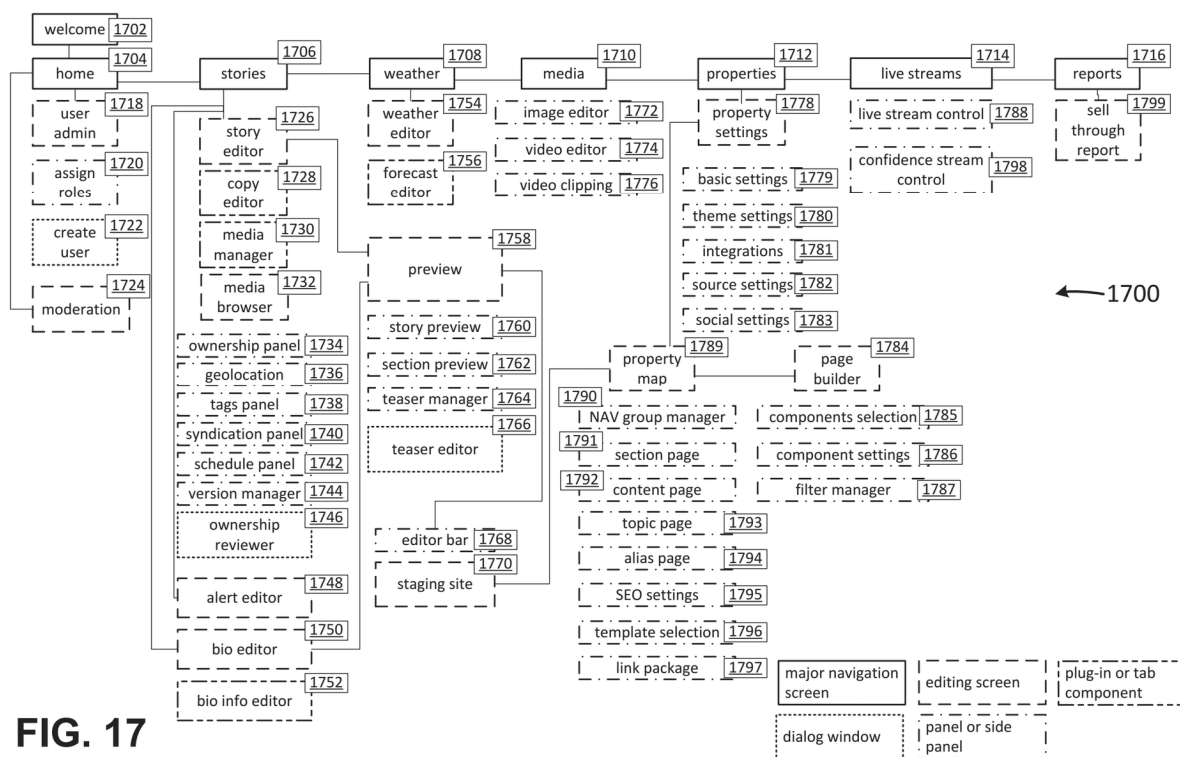 welcome 1702
home 1704
stories 1706
weather 1708
media 1710
properties 1712
live streams 1714
reports 1716
user
admin 1718
assign
roles 1720
create
user 1722
moderation 1724
story
editor 1726
copy
editor 1728
media
manager 1730
media
browser 1732
ownership panel 1734
geolocation 1736
tags panel 1738
syndication panel 1740
schedule panel 1742
version manager 1744
ownership
reviewer 1746
alert editor 1748
bio editor 1750
bio info editor 1752
weather
editor 1754
forecast
editor 1756
preview 1758
story preview 1760
section preview 1762
teaser manager 1764
teaser editor 1766
editor bar 1768
staging site 1770
image editor 1772
video editor 1774
video clipping 1776
property
settings 1778
basic settings 1779
theme settings 1780
integrations 1781
source settings 1782
social settings 1783
property
map 1789
page
builder 1784
1790 NAV group manager
1791 section page
1792 content page
topic page 1793
alias page 1794
SEO settings 1795
template selection 1796
link package 1797
components selection 1785
component settings 1786
filter manager 1787
live stream control 1788
confidence stream
control 1798
sell
through
report 1799
1700
major navigation
screen
editing screen
plug-in or tab
component
dialog window
panel or side
panel
FIG. 17